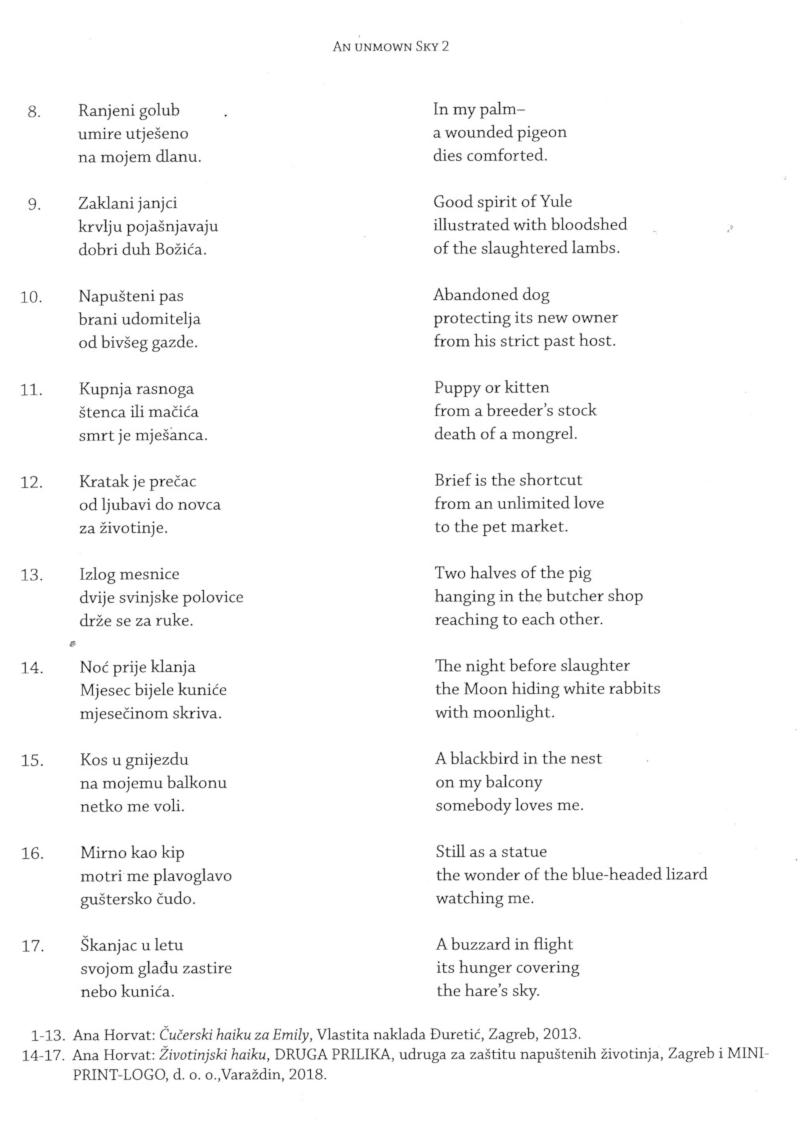 AN UNMOWN SKY 2
8. Ranjeni golub
umire utješeno
na mojem dlanu.
In my palm–
a wounded pigeon
dies comforted.
9. Zaklani janjci
krvlju pojašnjavaju
dobri duh Božića.
Good spirit of Yule
illustrated with bloodshed
of the slaughtered lambs.
10. Napušteni pas
brani udomitelja
od bivšeg gazde.
Abandoned dog
protecting its new owner
from his strict past host.
11. Kupnja rasnoga
štenca ili mačića
smrt je mješanca.
Puppy or kitten
from a breeder's stock
death of a mongrel.
12. Kratak je prečac
od ljubavi do novca
za životinje.
Brief is the shortcut
from an unlimited love
to the pet market.
13. Izlog mesnice
dvije svinjske polovice
drže se za ruke.
Two halves of the pig
hanging in the butcher shop
reaching to each other.
14. Noć prije klanja
Mjesec bijele kuniće
mjesečinom skriva.
The night before slaughter
the Moon hiding white rabbits
with moonlight.
15. Kos u gnijezdu
na mojemu balkonu
netko me voli.
A blackbird in the nest
on my balcony
somebody loves me.
16. Mirno kao kip
motri me plavoglavo
guštersko čudo.
Still as a statue
the wonder of the blue-headed lizard
watching me.
17. Škanjac u letu
svojom glađu zastire
nebo kunića.
A buzzard in flight
its hunger covering
the hare's sky.
1-13. Ana Horvat: Čučerski haiku za Emily, Vlastita naklada Đuretić, Zagreb, 2013.
14-17. Ana Horvat: Životinjski haiku, DRUGA PRILIKA, udruga za zaštitu napuštenih životinja, Zagreb i MINI-
PRINT-LOGO, d. o. o.,Varaždin, 2018.